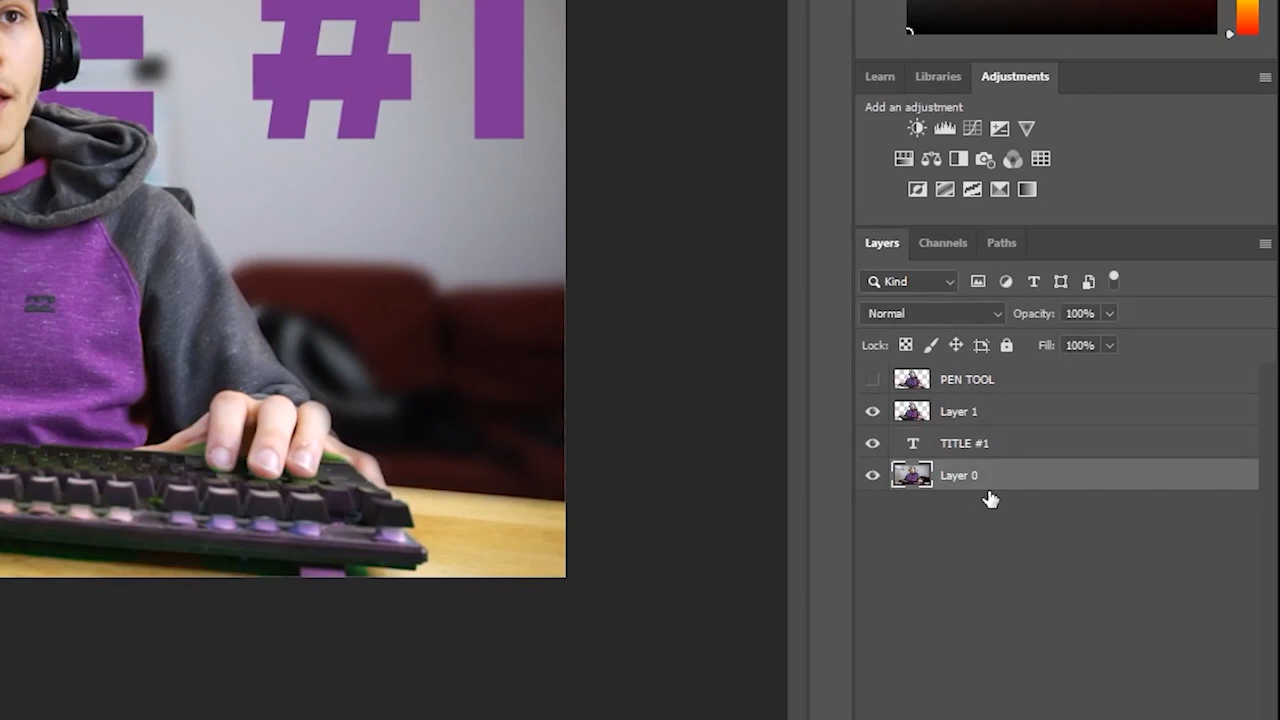 E #1
Learn Libraries Adjustments
Add an adjustment
Layers Channels Paths
Kind
Normal Opacity: 100%
Lock: Fill: 100%
PEN TOOL
Layer 1
T TITLE #1
Layer 0